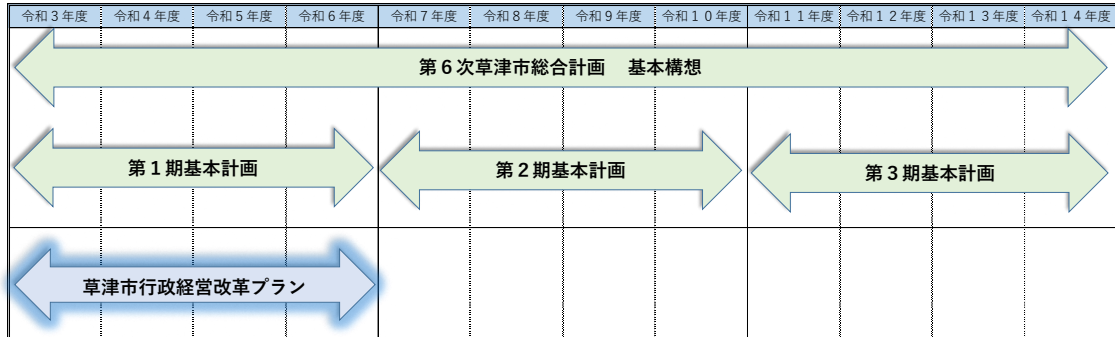 令和３年度 令和４年度 令和５年度 令和６年度 令和７年度 令和８年度 令和９年度 令和１０年度 令和１１年度 令和１２年度 令和１３年度 令和１４年度
第６次草津市総合計画　基本構想
第１期基本計画 第２期基本計画 第３期基本計画
草津市行政経営改革プラン